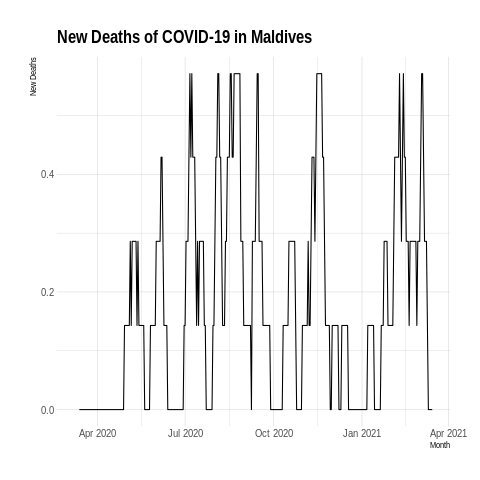 New Deaths of COVID-19 in Maldives
New Deaths
0.4
0.2
0.0
Apr 2020 Jul 2020 Oct 2020 Jan 2021 Apr 2021
Month